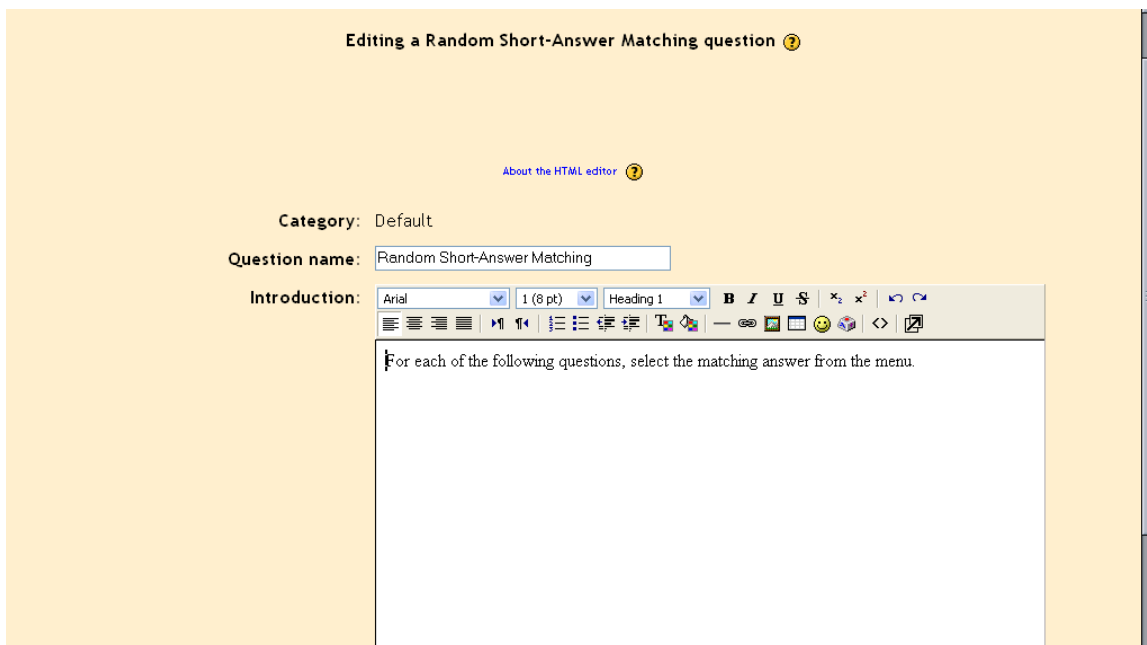 Editing a Random Short-Answer Matching question ?
About the HTML editor ?
Category: Default
Question name: Random Short-Answer Matching
Introduction: Arial 1 (8 pt) Heading 1 B I U S x₂ x²
For each of the following questions, select the matching answer from the menu.